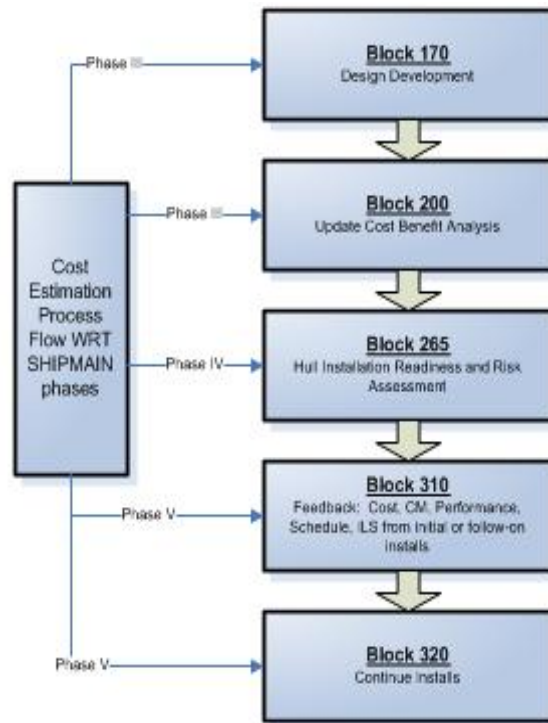 Block 170
Design Development
Phase
Block 200
Update Cost Benefit Analysis
Phase
Cost
Estimation
Process
Flow WRT
SHIPMAIN
phases
Block 265
Hull Installation Readiness and Risk
Assessment
Phase IV
Block 310
Feedback: Cost, CM, Performance,
Schedule, ILS from Initial or follow-on
installs
Phase V
Block 320
Continue Installs
Phase V